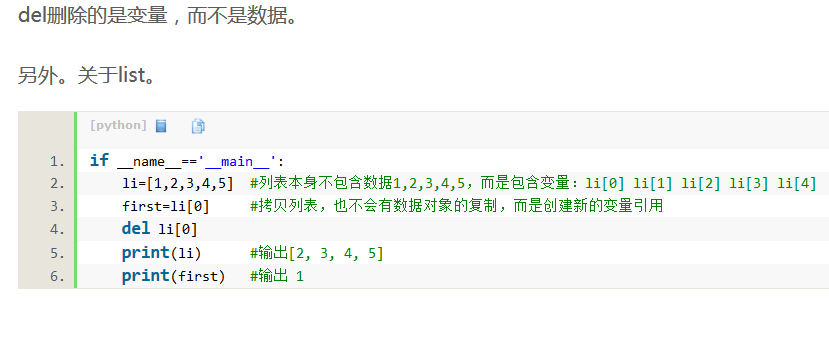 del删除的是变量，而不是数据。
另外。关于list。
[python]
1. if __name__=='__main__':
2. li=[1,2,3,4,5] #列表本身不包含数据1,2,3,4,5，而是包含变量：li[0] li[1] li[2] li[3] li[4]
3. first=li[0] #拷贝列表，也不会有数据对象的复制，而是创建新的变量引用
4. del li[0]
5. print(li) #输出[2, 3, 4, 5]
6. print(first) #输出 1